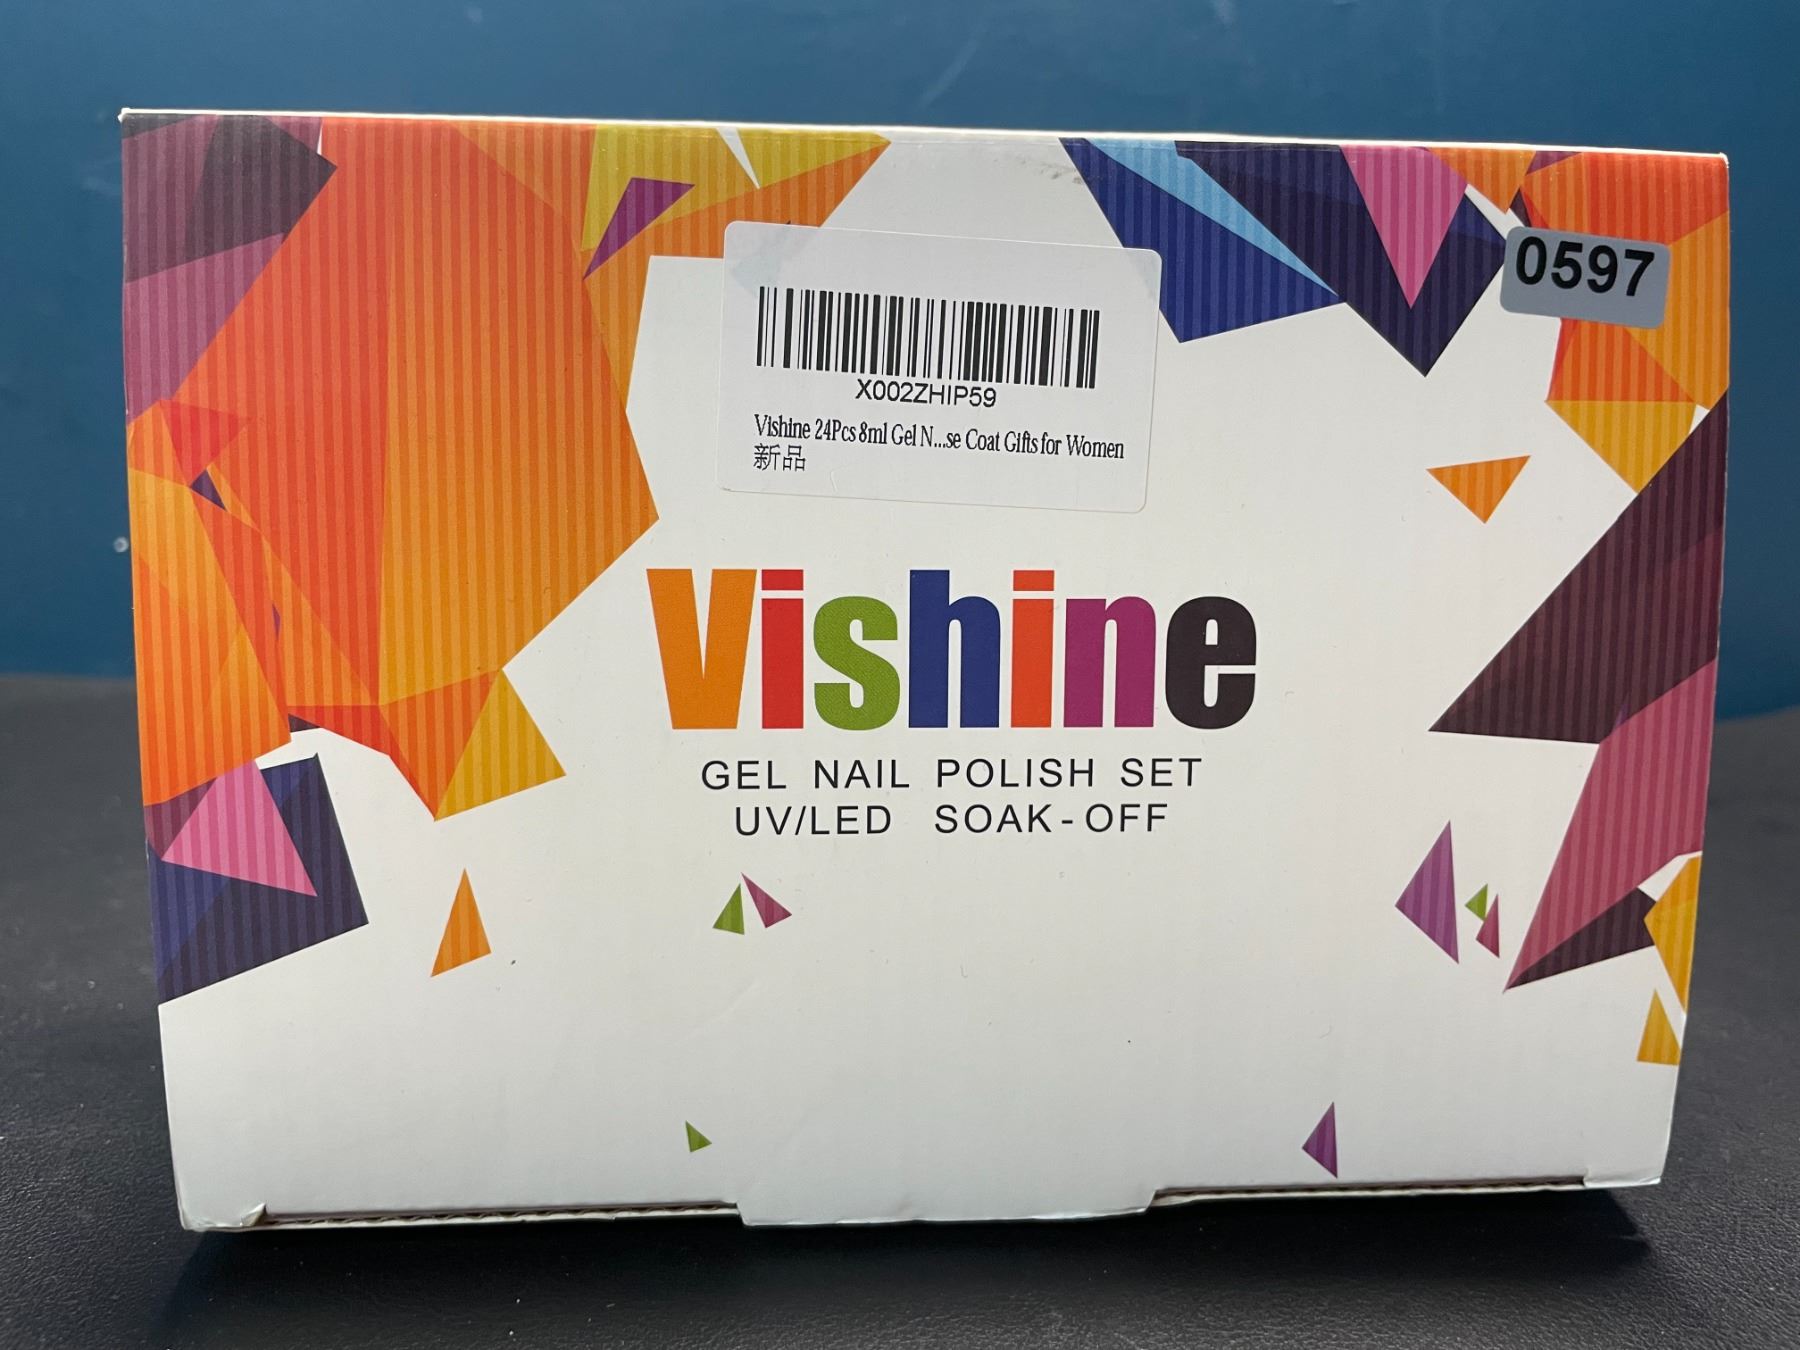 0597
X002ZHIP59
Vishine 24Pcs 8ml Gel N...se Coat Gifts for Women
新品
Vishine
GEL NAIL POLISH SET
UV/LED SOAK-OFF